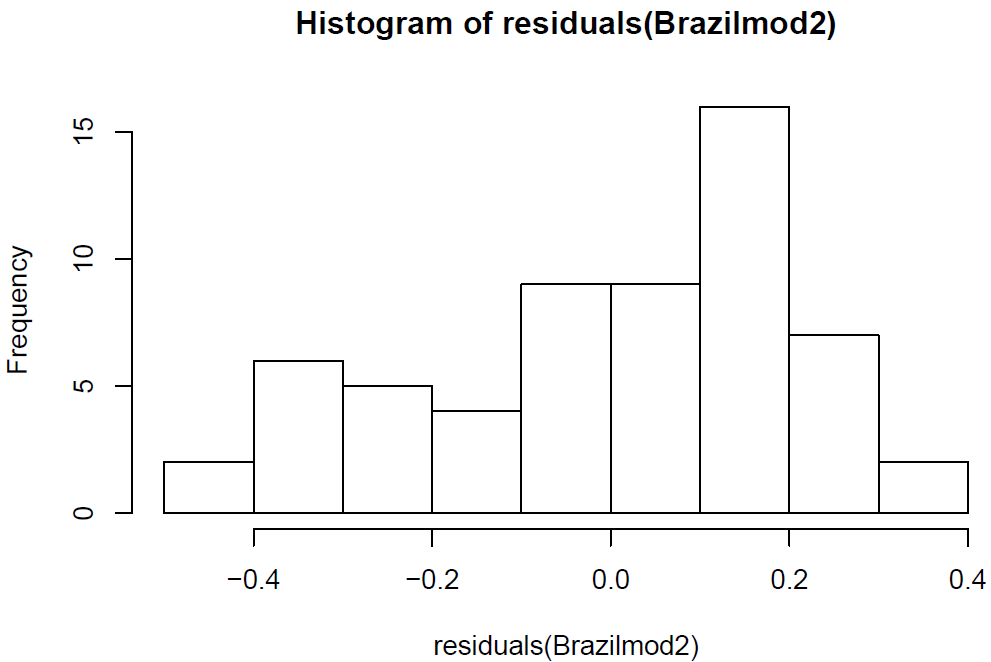 Histogram of residuals(Brazilmod2)
Frequency
15
10
5
0
−0.4 −0.2 0.0 0.2 0.4
residuals(Brazilmod2)